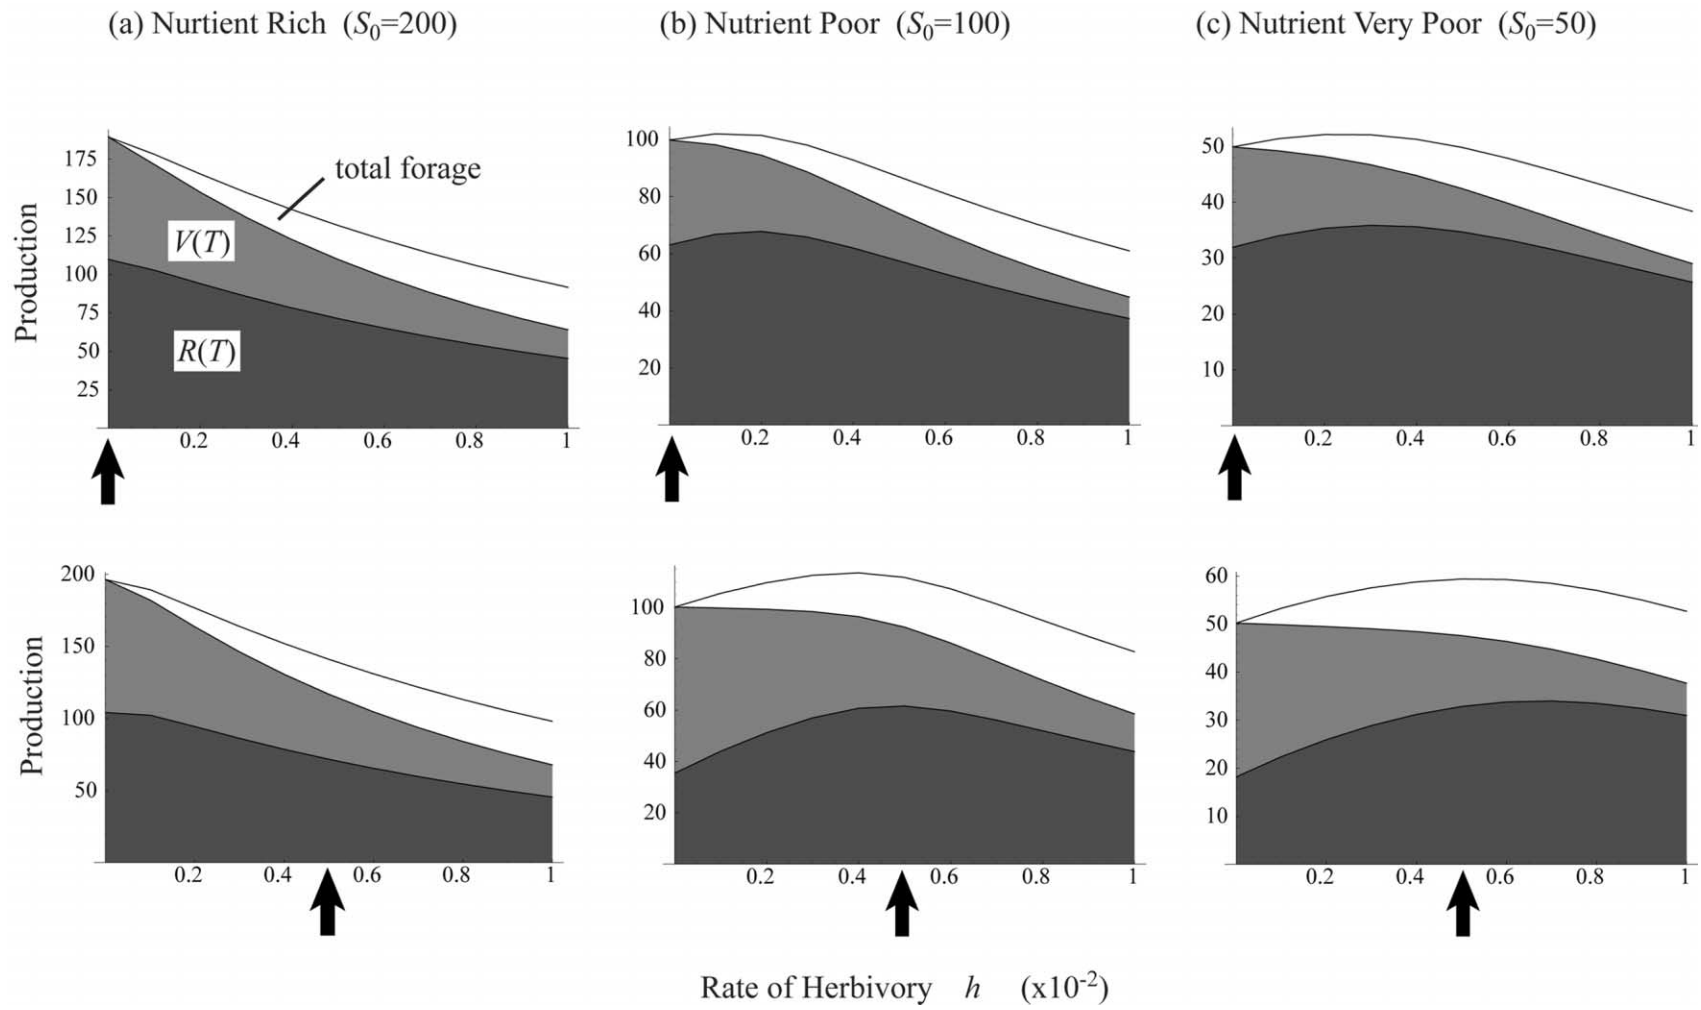 (a) Nurtient Rich (S₀=200)
(b) Nutrient Poor (S₀=100)
(c) Nutrient Very Poor (S₀=50)
Production
175
150
125
100
75
50
25
total forage
V(T)
R(T)
0.2 0.4 0.6 0.8 1
100
80
60
40
20
0.2 0.4 0.6 0.8 1
50
40
30
20
10
0.2 0.4 0.6 0.8 1
Production
200
150
100
50
0.2 0.4 0.6 0.8 1
100
80
60
40
20
0.2 0.4 0.6 0.8 1
60
50
40
30
20
10
0.2 0.4 0.6 0.8 1
Rate of Herbivory h (x10⁻²)